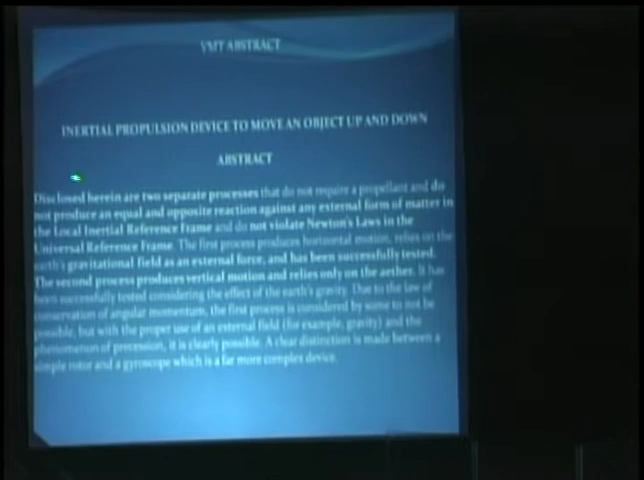 VMT ABSTRACT
INERTIAL PROPULSION DEVICE TO MOVE AN OBJECT UP AND DOWN
ABSTRACT
Disclosed herein are two separate processes that do not require a propellant and do
not produce an equal and opposite reaction against any external form of matter in
the Local Inertial Reference Frame and do not violate Newton's Laws in the
Universal Reference Frame. The first process produces horizontal motion, relies on the
earth's gravitational field as an external force, and has been successfully tested.
The second process produces vertical motion and relies only on the aether. It has
been successfully tested considering the effect of the earth's gravity. Due to the law of
conservation of angular momentum, the first process is considered by some to not be
possible, but with the proper use of an external field (for example, gravity) and the
phenomenon of precession, it is clearly possible. A clear distinction is made between a
simple rotor and a gyroscope which is a far more complex device.